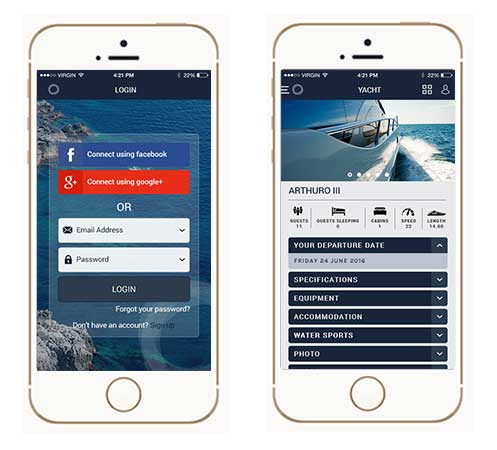 VIRGIN 4:21 PM 22%
LOGIN
f Connect using facebook
g+ Connect using google+
OR
Email Address
Password
LOGIN
Forgot your password?
Don't have an account? Sign up
VIRGIN 4:21 PM 22%
YACHT
ARTHURO III
GUESTS GUESTS SLEEPING CABINS SPEED LENGTH
11 0 1 22 14.60
YOUR DEPARTURE DATE
FRIDAY 24 JUNE 2016
SPECIFICATIONS
EQUIPMENT
ACCOMMODATION
WATER SPORTS
PHOTO